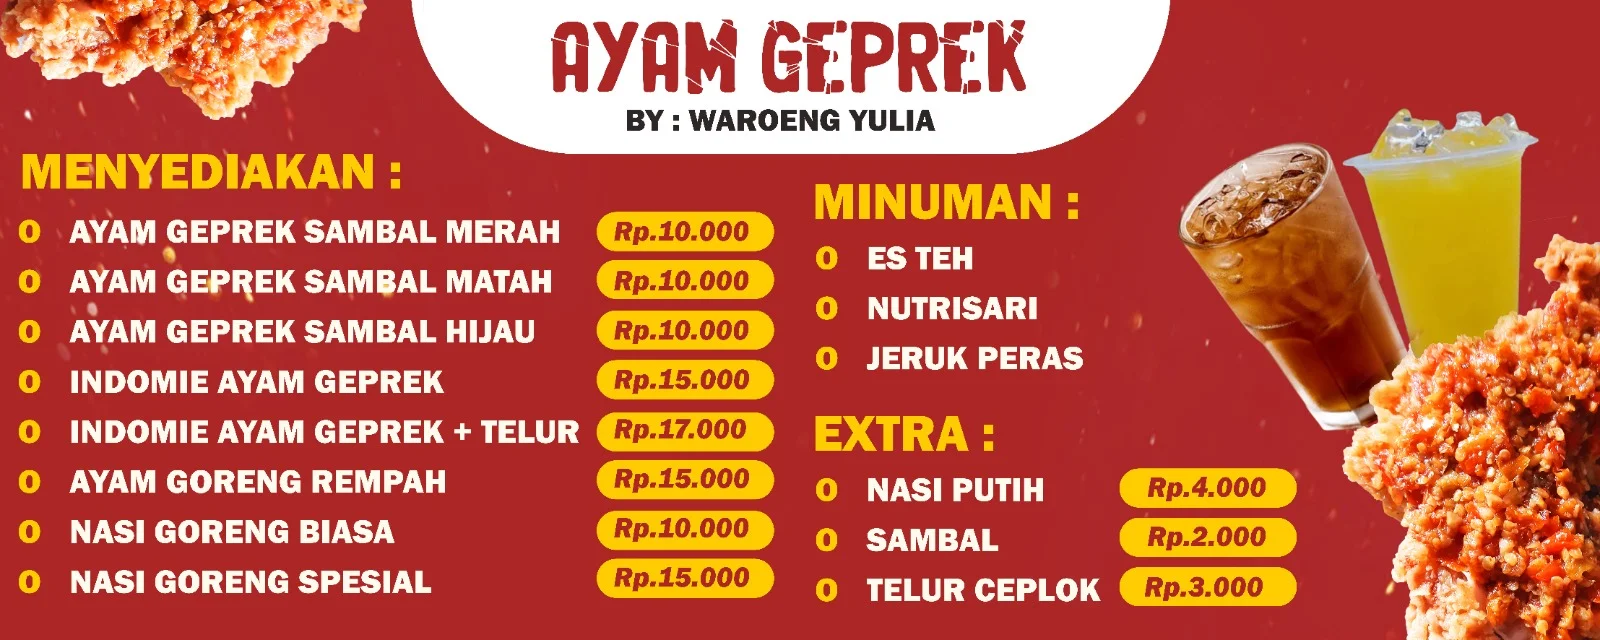 AYAM GEPREK
BY : WAROENG YULIA
MENYEDIAKAN :
O AYAM GEPREK SAMBAL MERAH Rp.10.000
O AYAM GEPREK SAMBAL MATAH Rp.10.000
O AYAM GEPREK SAMBAL HIJAU Rp.10.000
O INDOMIE AYAM GEPREK Rp.15.000
O INDOMIE AYAM GEPREK + TELUR Rp.17.000
O AYAM GORENG REMPAH Rp.15.000
O NASI GORENG BIASA Rp.10.000
O NASI GORENG SPESIAL Rp.15.000
MINUMAN :
O ES TEH
O NUTRISARI
O JERUK PERAS
EXTRA :
O NASI PUTIH Rp.4.000
O SAMBAL Rp.2.000
O TELUR CEPLOK Rp.3.000